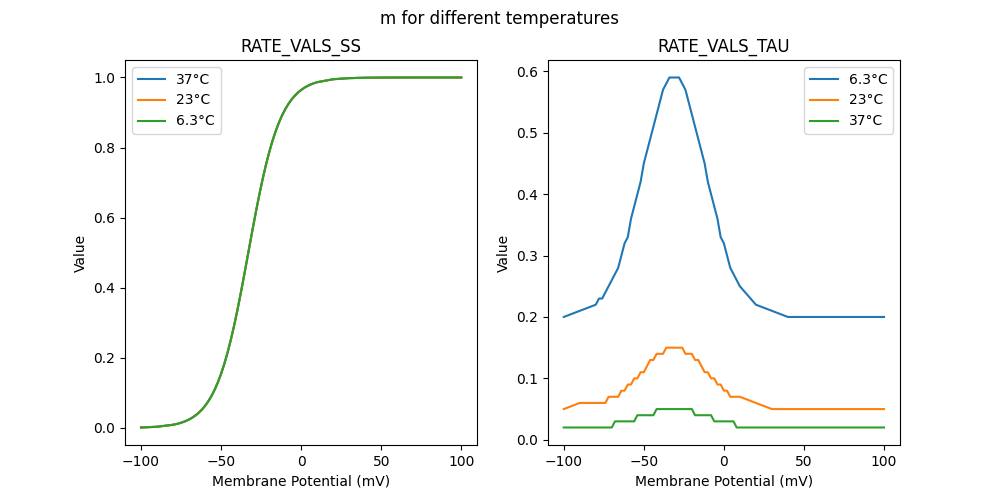 m for different temperatures
RATE_VALS_SS
1.0
0.8
0.6
0.4
0.2
0.0
Value
−100
−50
0
50
100
Membrane Potential (mV)
37°C
23°C
6.3°C
RATE_VALS_TAU
0.6
0.5
0.4
0.3
0.2
0.1
0.0
Value
−100
−50
0
50
100
Membrane Potential (mV)
6.3°C
23°C
37°C